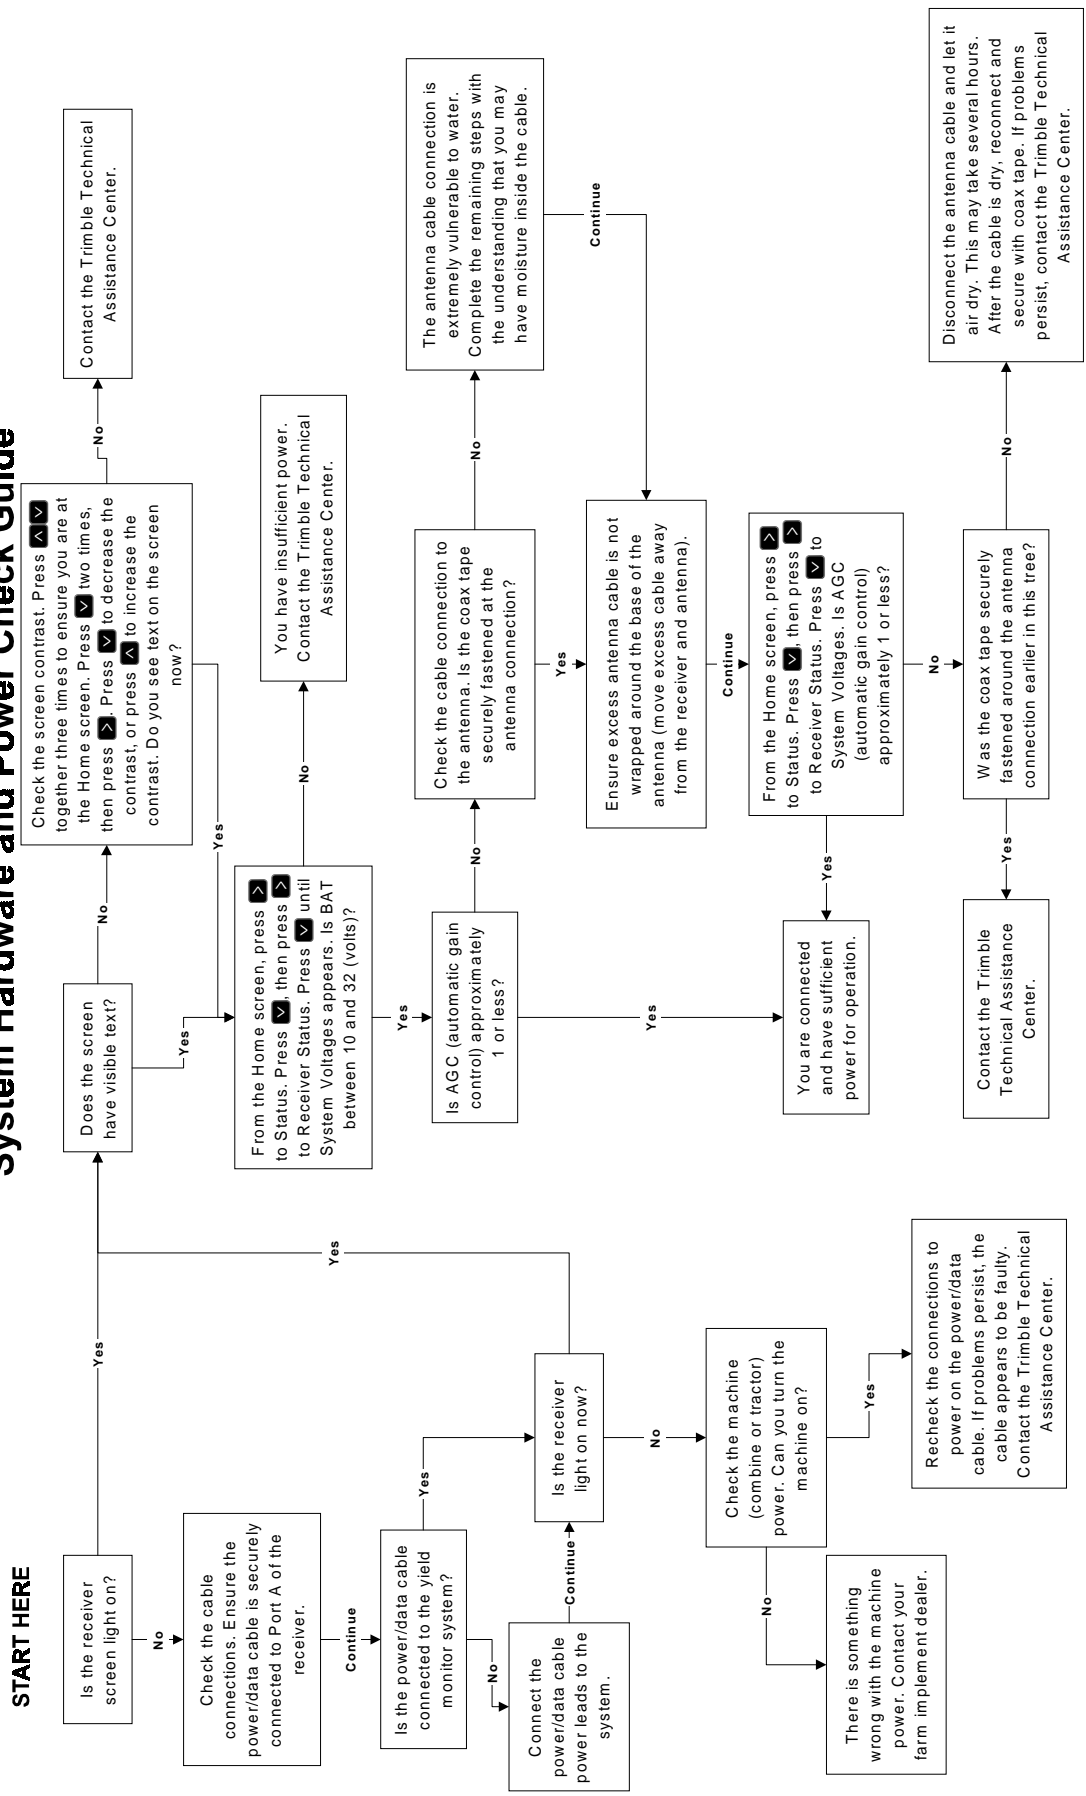 System Hardware and Power Check Guide
START HERE
Is the receiver
screen light on?
Yes
No
Check the cable
connections. Ensure the
power/data cable is securely
connected to Port A of the
receiver.
Continue
Is the power/data cable
connected to the yield
monitor system?
Yes
No
Connect the
power/data cable
power leads to the
system.
Continue
Is the receiver
light on now?
Yes
No
Check the machine
(combine or tractor)
power. Can you turn the
machine on?
No
Yes
There is something
wrong with the machine
power. Contact your
farm implement dealer.
Recheck the connections to
power on the power/data
cable. If problems persist, the
cable appears to be faulty.
Contact the Trimble Technical
Assistance Center.
Does the screen
have visible text?
No
Yes
Check the screen contrast. Press
together three times to ensure you are at
the Home screen. Press two times,
then press . Press to decrease the
contrast, or press to increase the
contrast. Do you see text on the screen
now?
No
Yes
Contact the Trimble Technical
Assistance Center.
From the Home screen, press
to Status. Press , then press
to Receiver Status. Press until
System Voltages appears. Is BAT
between 10 and 32 (volts)?
No
Yes
You have insufficient power.
Contact the Trimble Technical
Assistance Center.
Is AGC (automatic gain
control) approximately
1 or less?
No
Yes
Check the cable connection to
the antenna. Is the coax tape
securely fastened at the
antenna connection?
No
Yes
The antenna cable connection is
extremely vulnerable to water.
Complete the remaining steps with
the understanding that you may
have moisture inside the cable.
Continue
Ensure excess antenna cable is not
wrapped around the base of the
antenna (move excess cable away
from the receiver and antenna).
Continue
From the Home screen, press
to Status. Press , then press
to Receiver Status. Press to
System Voltages. Is AGC
(automatic gain control)
approximately 1 or less?
Yes
No
You are connected
and have sufficient
power for operation.
Was the coax tape securely
fastened around the antenna
connection earlier in this tree?
Yes
No
Contact the Trimble
Technical Assistance
Center.
Disconnect the antenna cable and let it
air dry. This may take several hours.
After the cable is dry, reconnect and
secure with coax tape. If problems
persist, contact the Trimble Technical
Assistance Center.